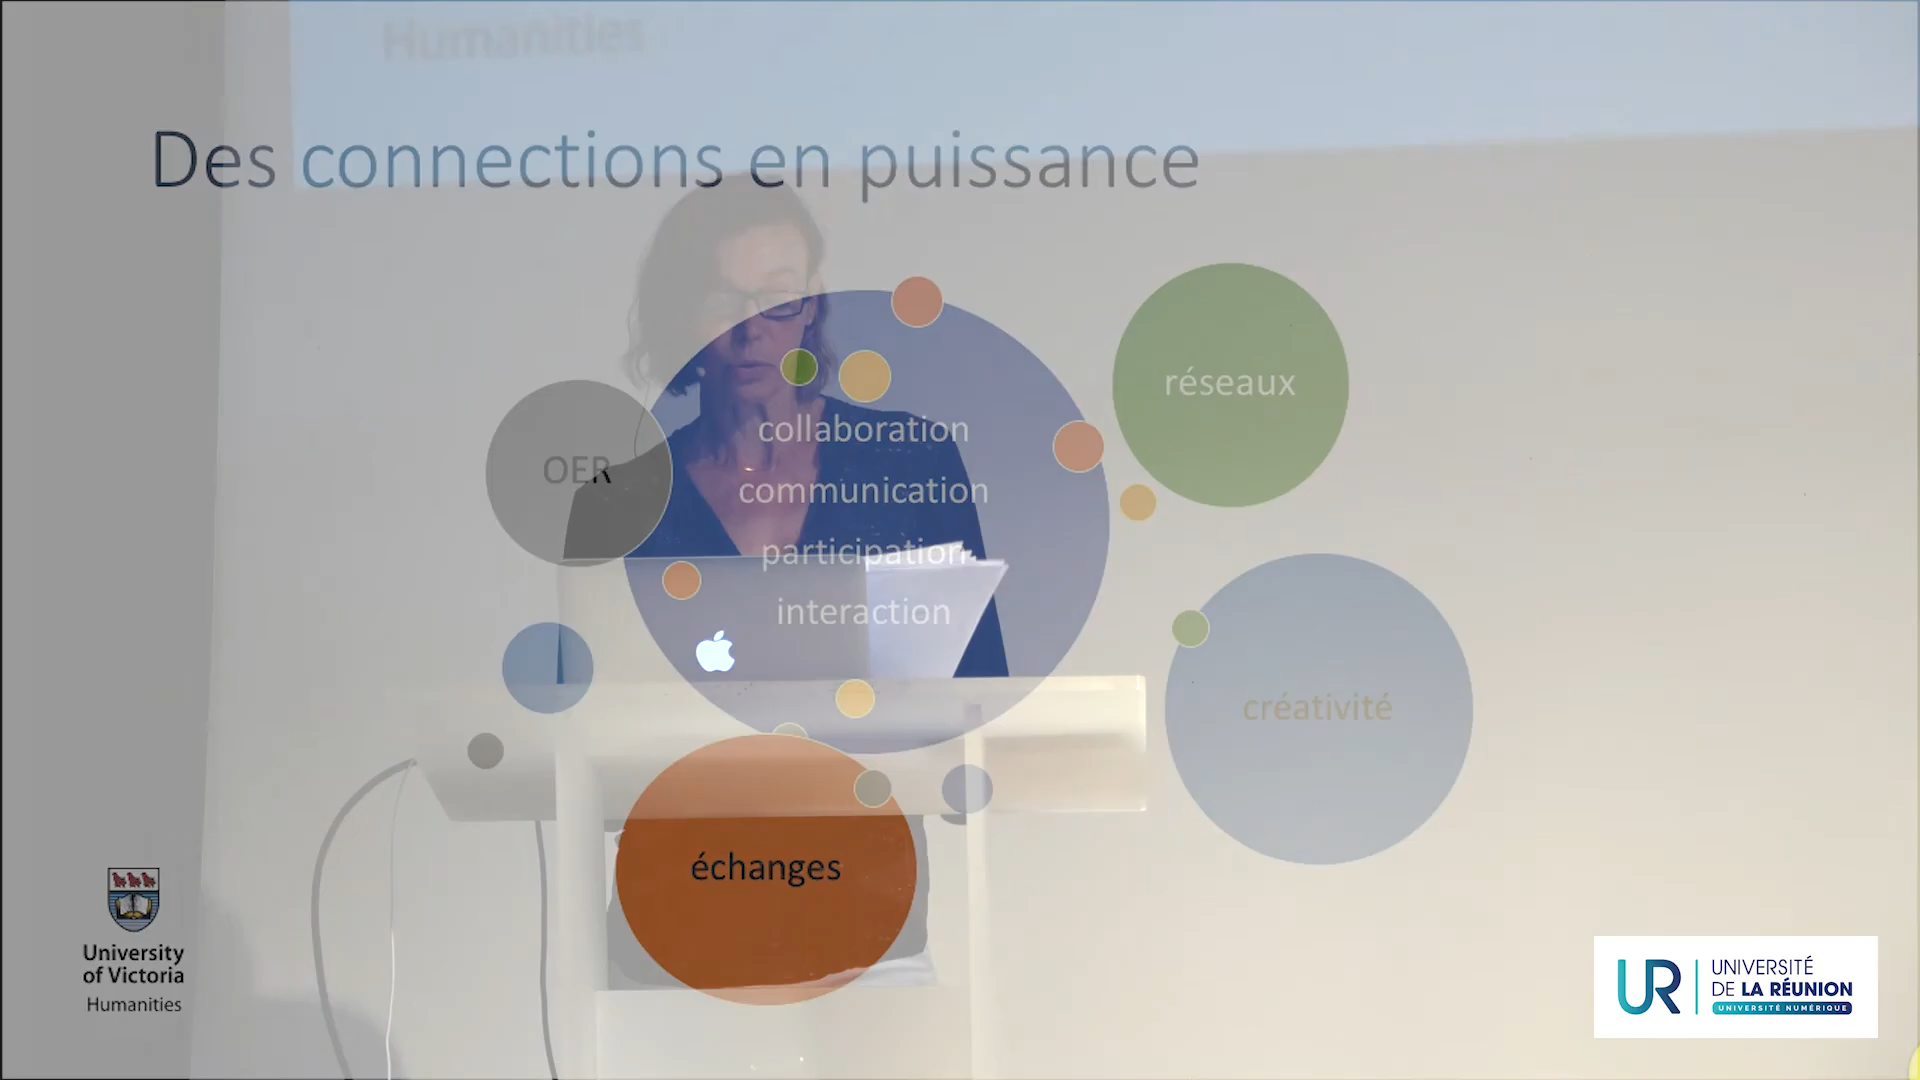 Humanities
Des connections en puissance
réseaux
OER
collaboration
communication
participation
interaction
créativité
échanges
University
of Victoria
Humanities
UR
UNIVERSITÉ
DE LA RÉUNION
UNIVERSITÉ NUMÉRIQUE